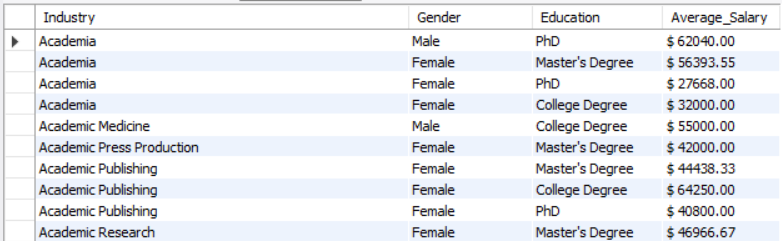 Industry Gender Education Average_Salary
Academia Male PhD $ 62040.00
Academia Female Master's Degree $ 56393.55
Academia Female PhD $ 27668.00
Academia Female College Degree $ 32000.00
Academic Medicine Male College Degree $ 55000.00
Academic Press Production Female Master's Degree $ 42000.00
Academic Publishing Female Master's Degree $ 44438.33
Academic Publishing Female College Degree $ 64250.00
Academic Publishing Female PhD $ 40800.00
Academic Research Female Master's Degree $ 46966.67